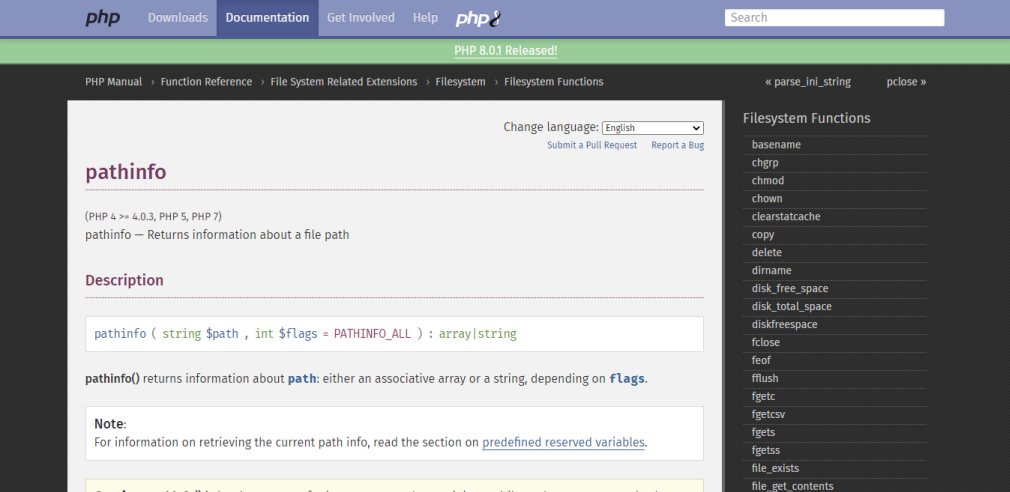 php
Downloads
Documentation
Get Involved
Help
php8
Search
PHP 8.0.1 Released!
PHP Manual › Function Reference › File System Related Extensions › Filesystem › Filesystem Functions
« parse_ini_string
pclose »
Change language: English
Submit a Pull Request Report a Bug
pathinfo
(PHP 4 >= 4.0.3, PHP 5, PHP 7)
pathinfo — Returns information about a file path
Description
pathinfo ( string $path , int $flags = PATHINFO_ALL ) : array|string
pathinfo() returns information about path: either an associative array or a string, depending on flags.
Note:
For information on retrieving the current path info, read the section on predefined reserved variables.
Filesystem Functions
basename
chgrp
chmod
chown
clearstatcache
copy
delete
dirname
disk_free_space
disk_total_space
diskfreespace
fclose
feof
fflush
fgetc
fgetcsv
fgets
fgetss
file_exists
file_get_contents